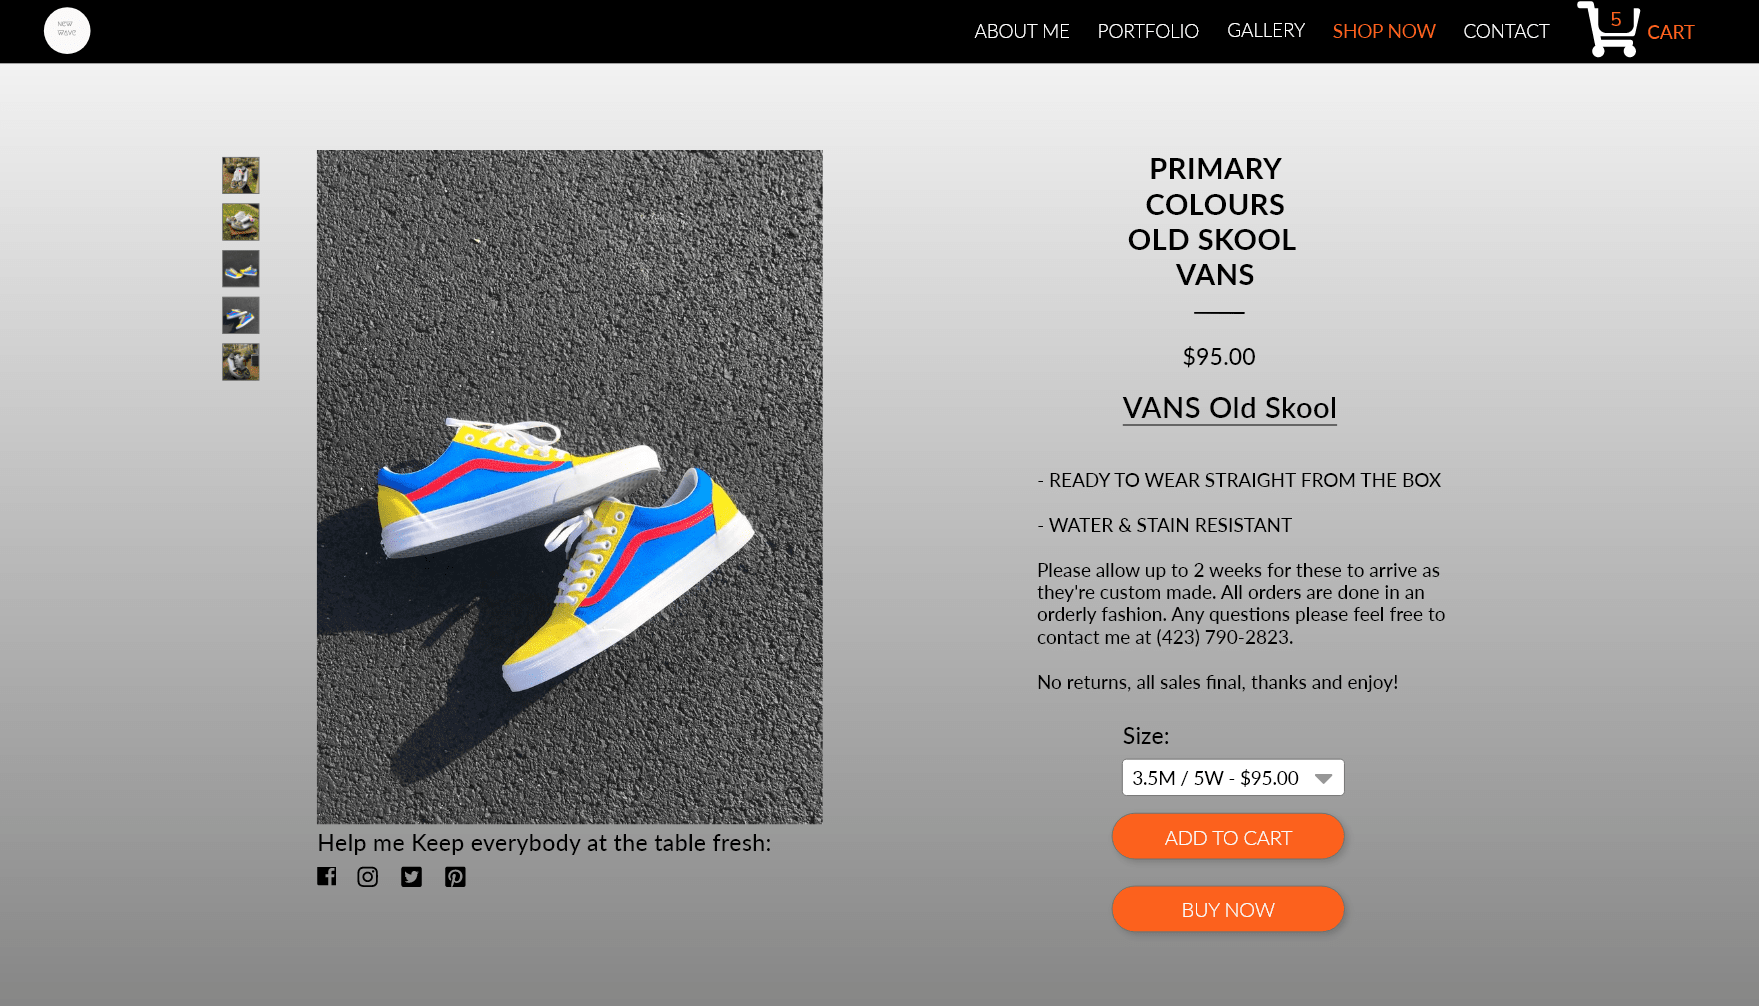 NEW
WAVE
ABOUT ME
PORTFOLIO
GALLERY
SHOP NOW
CONTACT
5
CART
PRIMARY
COLOURS
OLD SKOOL
VANS
$95.00
VANS Old Skool
- READY TO WEAR STRAIGHT FROM THE BOX
- WATER & STAIN RESISTANT
Please allow up to 2 weeks for these to arrive as
they're custom made. All orders are done in an
orderly fashion. Any questions please feel free to
contact me at (423) 790-2823.
No returns, all sales final, thanks and enjoy!
Size:
3.5M / 5W - $95.00
ADD TO CART
BUY NOW
Help me Keep everybody at the table fresh: